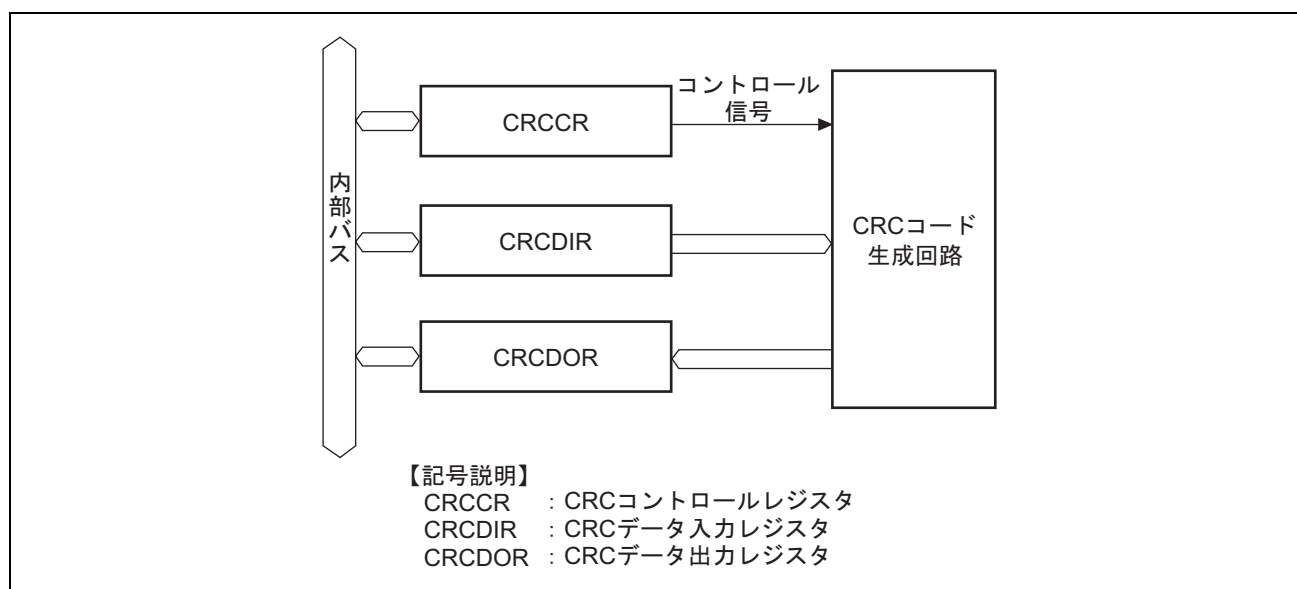 コントロール
信号
CRCCR
内部バス
CRCDIR
CRCコード
生成回路
CRCDOR
【記号説明】
CRCCR : CRCコントロールレジスタ
CRCDIR : CRCデータ入力レジスタ
CRCDOR : CRCデータ出力レジスタ